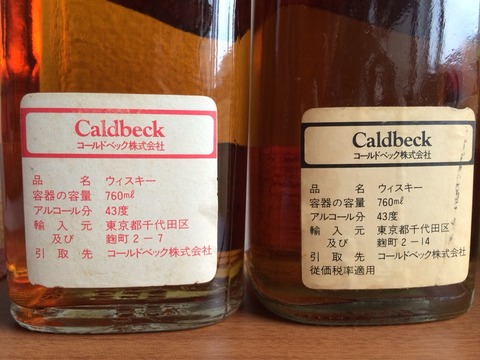 Caldbeck
コールドベック株式会社
品 名 ウィスキー
容器の容量 760㎖
アルコール分 43度
輸入元 東京都千代田区
及び 麹町2-7
引取先 コールドベック株式会社
Caldbeck
コールドベック株式会社
品 名 ウィスキー
容器の容量 760㎖
アルコール分 43度
輸入元 東京都千代田区
及び 麹町2-14
引取先 コールドベック株式会社
従価税率適用